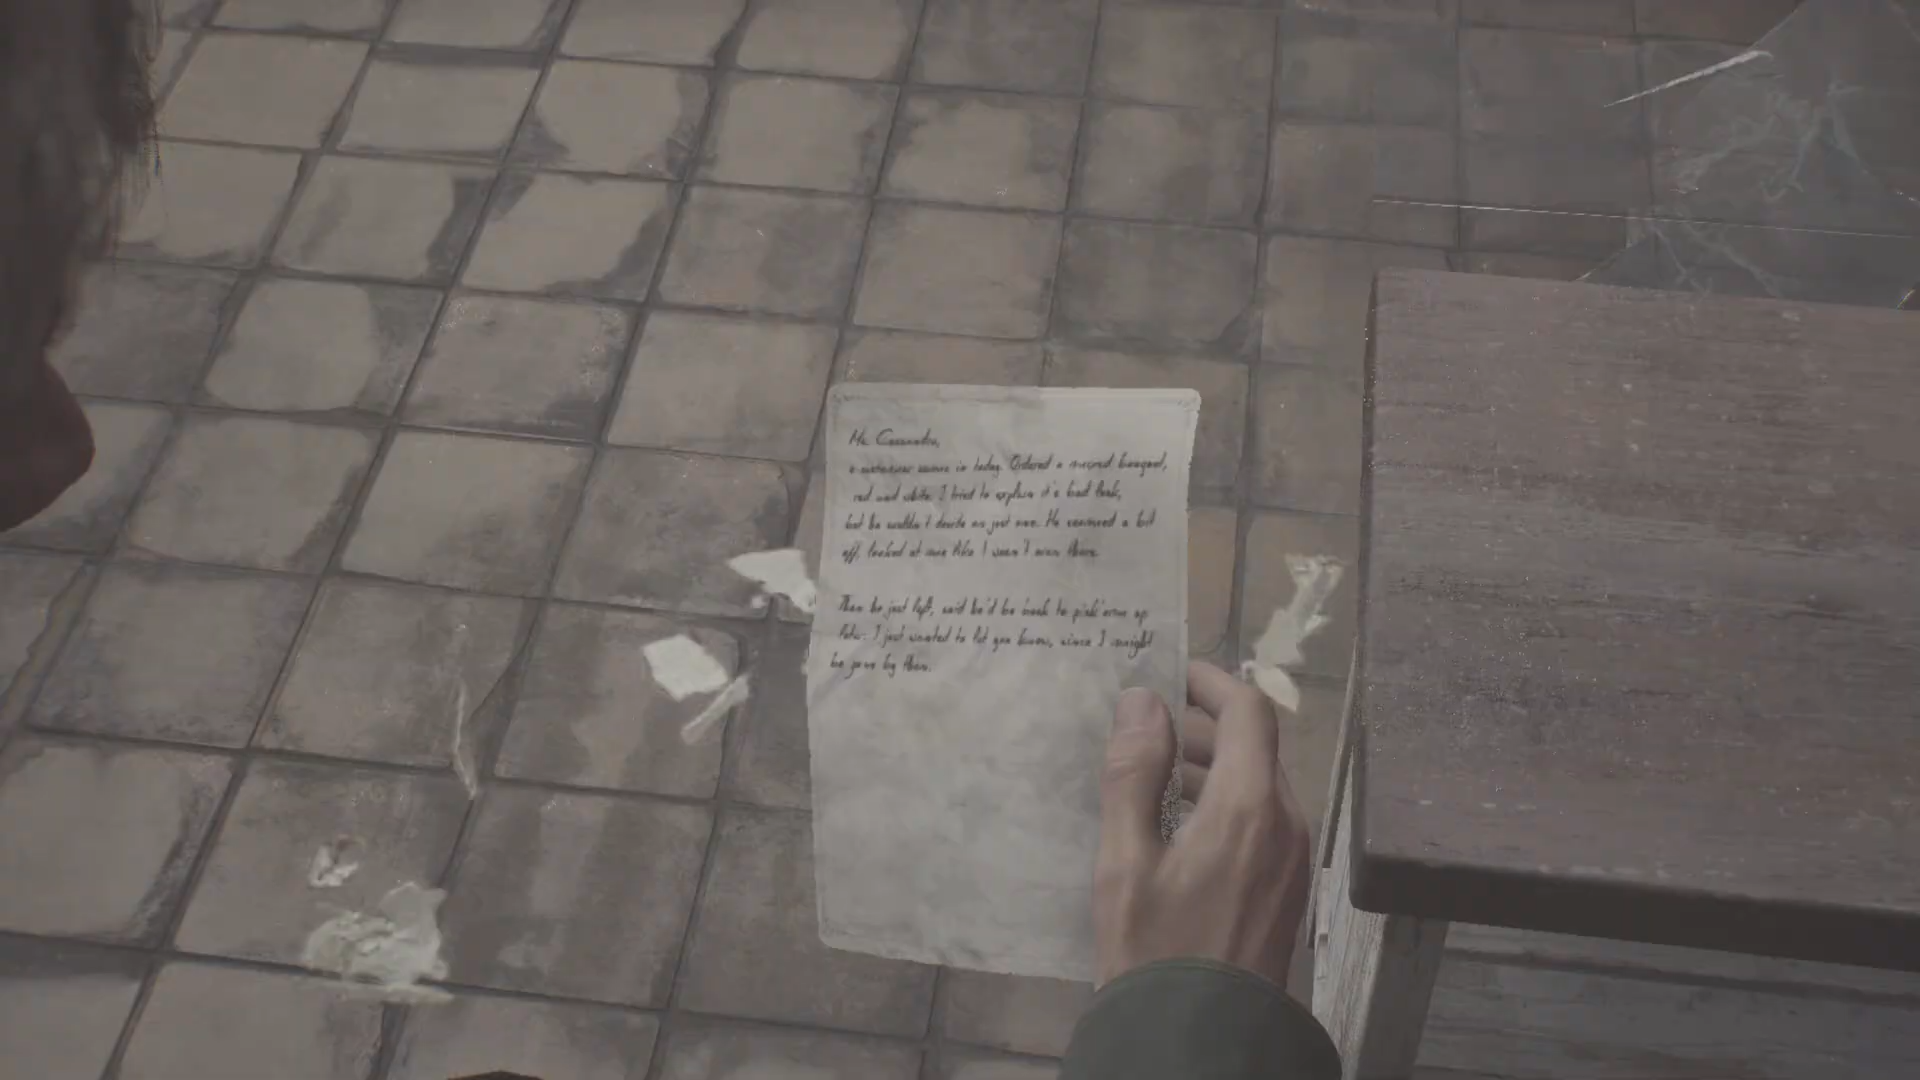 Ms. Cassandra,
a customer came in today. Ordered a mixed bouquet,
red and white. I tried to explain it's bad luck,
but he wouldn't decide on just one. He seemed a bit
off, looked at me like I wasn't even there.
Then he just left, said he'd be back to pick 'em up
later. I just wanted to let you know, since I might
be gone by then.